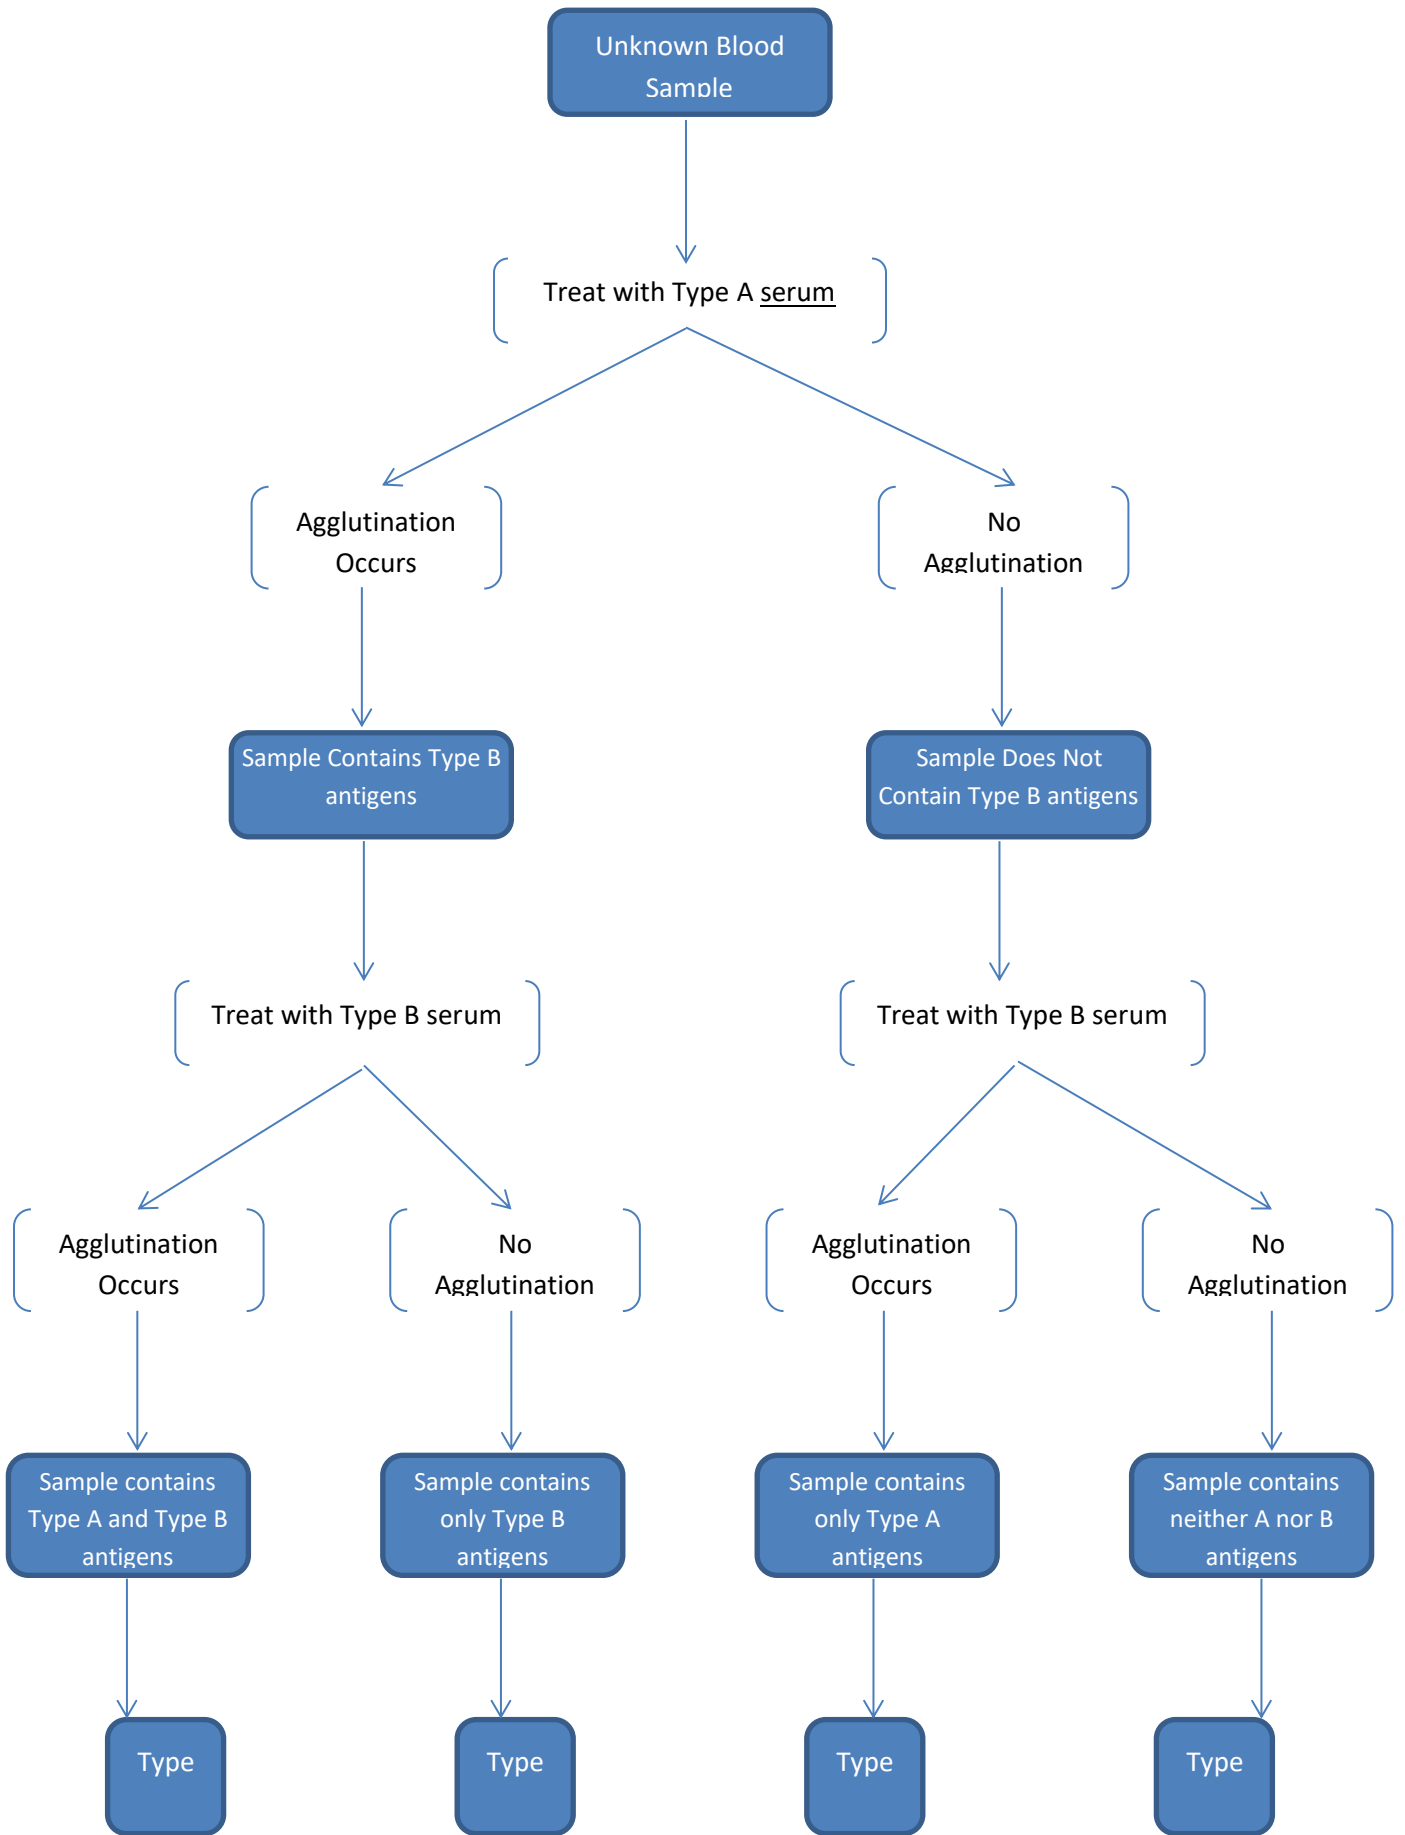 Unknown Blood
Sample
Treat with Type A serum
Agglutination
Occurs
No
Agglutination
Sample Contains Type B
antigens
Sample Does Not
Contain Type B antigens
Treat with Type B serum
Treat with Type B serum
Agglutination
Occurs
No
Agglutination
Agglutination
Occurs
No
Agglutination
Sample contains
Type A and Type B
antigens
Sample contains
only Type B
antigens
Sample contains
only Type A
antigens
Sample contains
neither A nor B
antigens
Type
Type
Type
Type